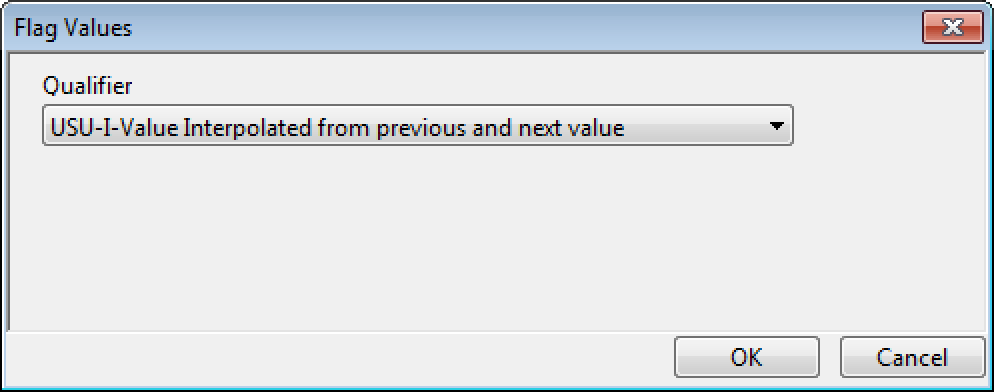 Flag Values
Qualifier
USU-I-Value Interpolated from previous and next value
OK
Cancel